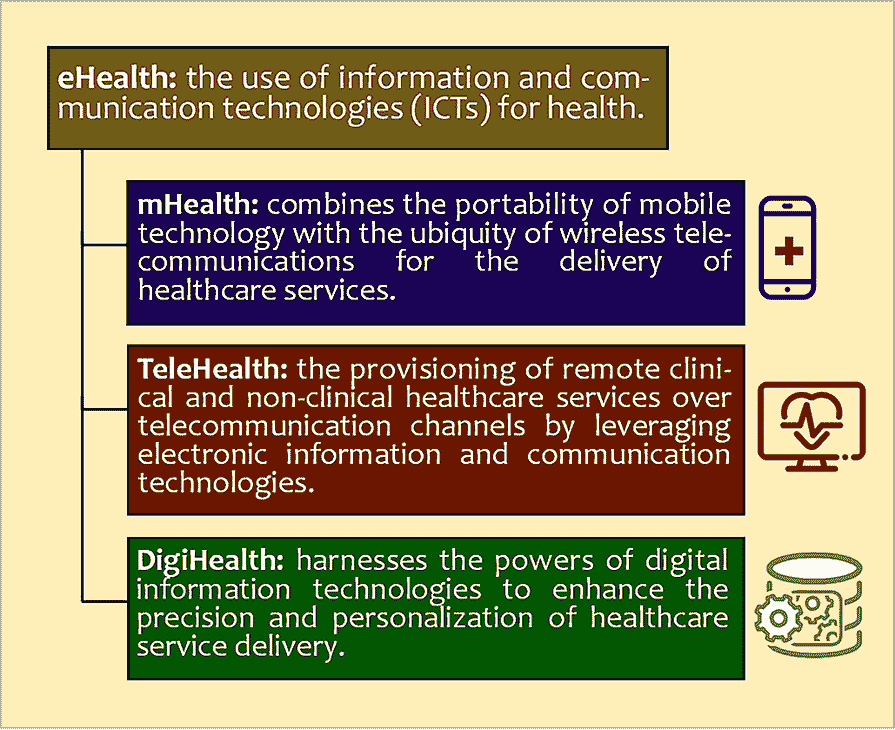 eHealth: the use of information and com-
munication technologies (ICTs) for health.
mHealth: combines the portability of mobile
technology with the ubiquity of wireless tele-
communications for the delivery of
healthcare services.
TeleHealth: the provisioning of remote clini-
cal and non-clinical healthcare services over
telecommunication channels by leveraging
electronic information and communication
technologies.
DigiHealth: harnesses the powers of digital
information technologies to enhance the
precision and personalization of healthcare
service delivery.